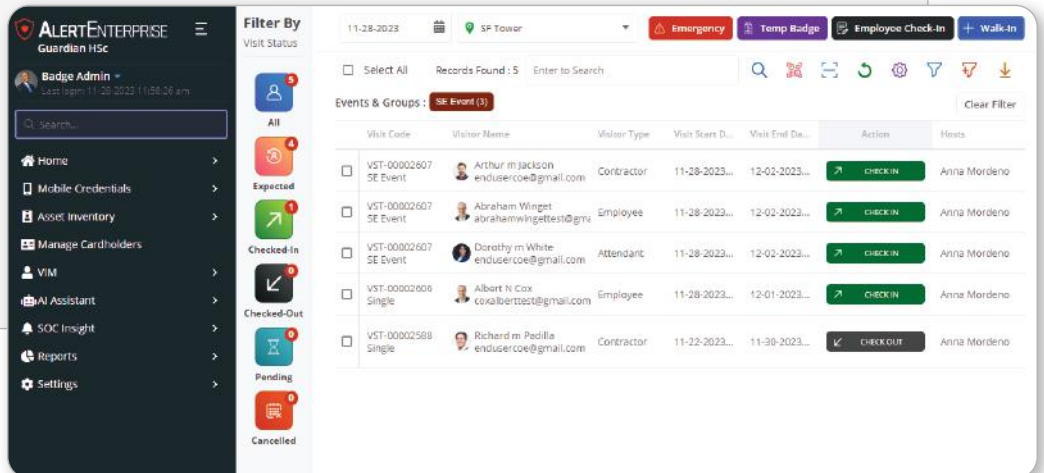 ALERTENTERPRISE
Guardian HSc
Badge Admin
Last login: 11-28-2023 11:58:26 am
Search...
Home
Mobile Credentials
Asset Inventory
Manage Cardholders
VIM
AI Assistant
SOC Insight
Reports
Settings
Filter By
Visit Status
5
All
4
Expected
1
Checked-In
0
Checked-Out
0
Pending
0
Cancelled
11-28-2023 SF Tower Emergency Temp Badge Employee Check-In + Walk-In
Select All Records Found : 5 Enter to Search
Events & Groups : SE Event (3) Clear Filter
Visit Code Visitor Name Visitor Type Visit Start D... Visit End Da... Action Hosts
VST-00002607 Arthur m Jackson Contractor 11-28-2023... 12-02-2023... CHECK IN Anna Mordeno
SE Event endusercoe@gmail.com
VST-00002607 Abraham Winget Employee 11-28-2023... 12-02-2023... CHECK IN Anna Mordeno
SE Event abrahamwingettest@gma
VST-00002607 Dorothy m White Attendant 11-28-2023... 12-02-2023... CHECK IN Anna Mordeno
SE Event endusercoe@gmail.com
VST-00002606 Albert N Cox Employee 11-28-2023... 12-01-2023... CHECK IN Anna Mordeno
Single coxalberttest@gmail.com
VST-00002588 Richard m Padilla Contractor 11-22-2023... 11-30-2023... CHECK OUT Anna Mordeno
Single endusercoe@gmail.com